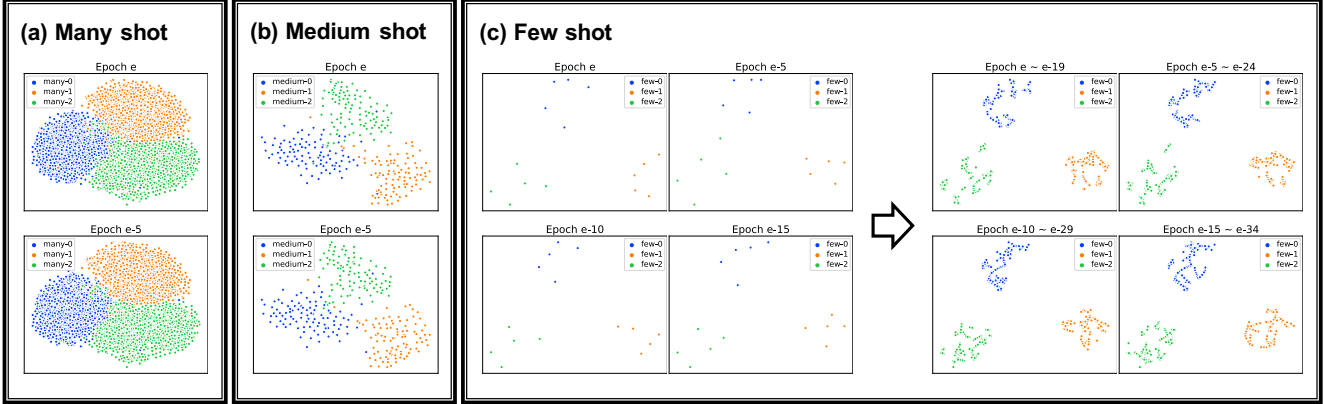 (a) Many shot
Epoch e
many-0
many-1
many-2
Epoch e-5
many-0
many-1
many-2
(b) Medium shot
Epoch e
medium-0
medium-1
medium-2
Epoch e-5
medium-0
medium-1
medium-2
(c) Few shot
Epoch e
few-0
few-1
few-2
Epoch e-5
few-0
few-1
few-2
Epoch e-10
few-0
few-1
few-2
Epoch e-15
few-0
few-1
few-2
Epoch e ~ e-19
few-0
few-1
few-2
Epoch e-5 ~ e-24
few-0
few-1
few-2
Epoch e-10 ~ e-29
few-0
few-1
few-2
Epoch e-15 ~ e-34
few-0
few-1
few-2